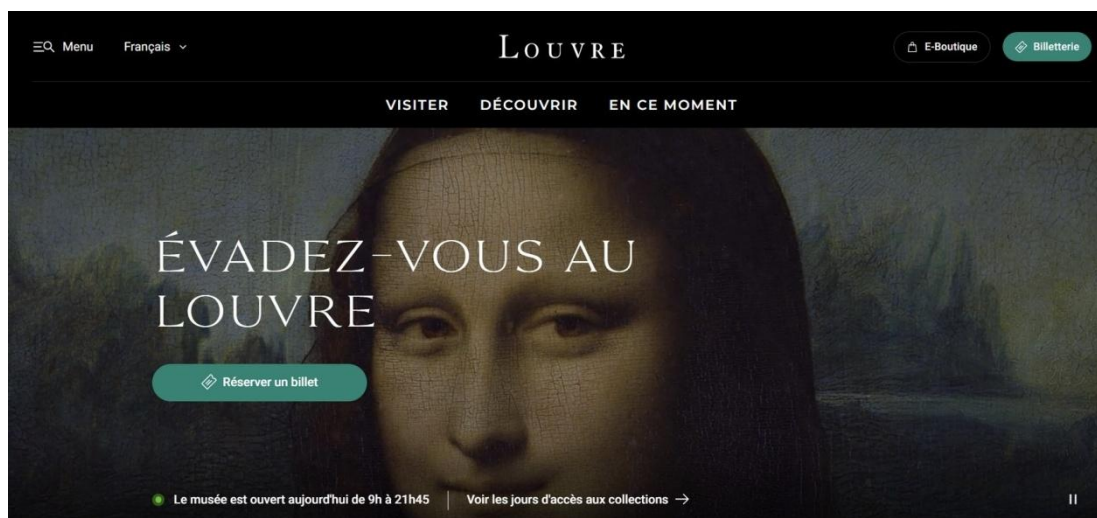 Menu Français LOUVRE E-Boutique Billetterie
VISITER DÉCOUVRIR EN CE MOMENT
ÉVADEZ-VOUS AU
LOUVRE
Réserver un billet
Le musée est ouvert aujourd'hui de 9h à 21h45 Voir les jours d'accès aux collections →